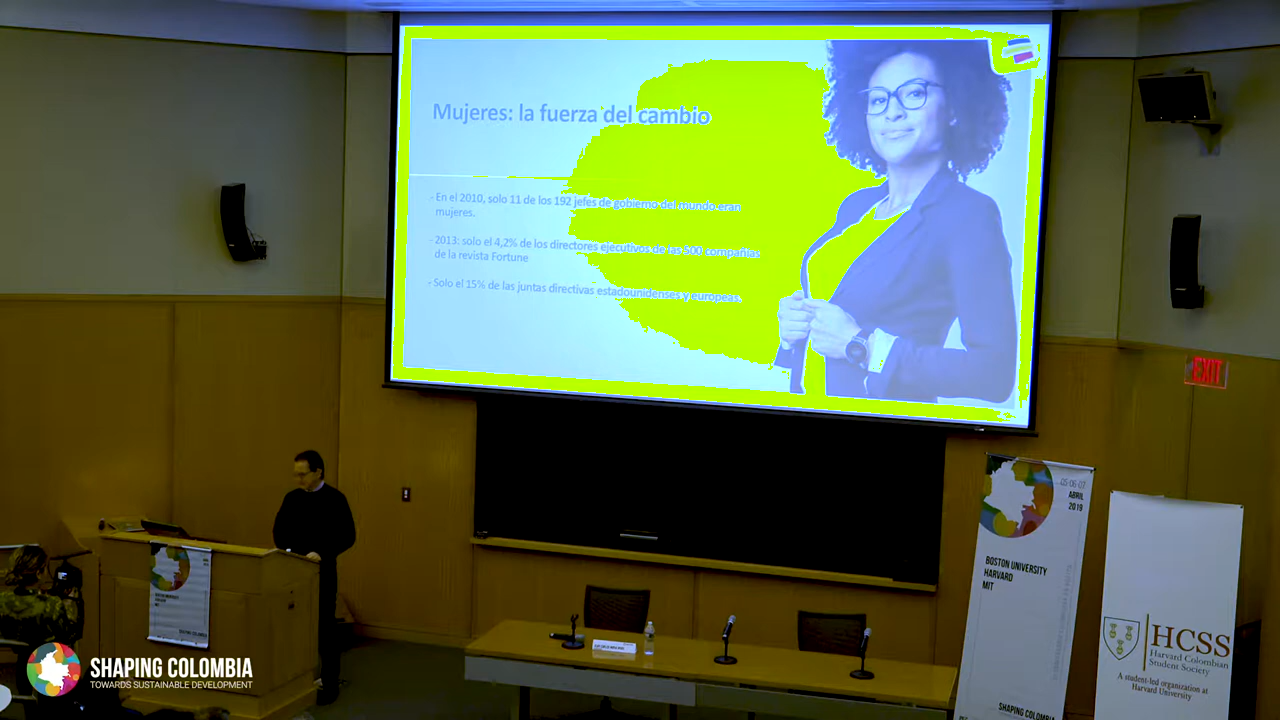 Mujeres: la fuerza del cambio
- En el 2010, solo 11 de los 192 jefes de gobierno del mundo eran
mujeres.
- 2013: solo el 4,2% de los directores ejecutivos de las 500 compañías
de la revista Fortune
- Solo el 15% de las juntas directivas estadounidenses y europeas.
EXIT
05·06·07
ABRIL
2019
BOSTON UNIVERSITY
HARVARD
MIT
SHAPING COLOMBIA
HCSS
Harvard Colombian
Student Society
A student-led organization at
Harvard University
SHAPING COLOMBIA
TOWARDS SUSTAINABLE DEVELOPMENT